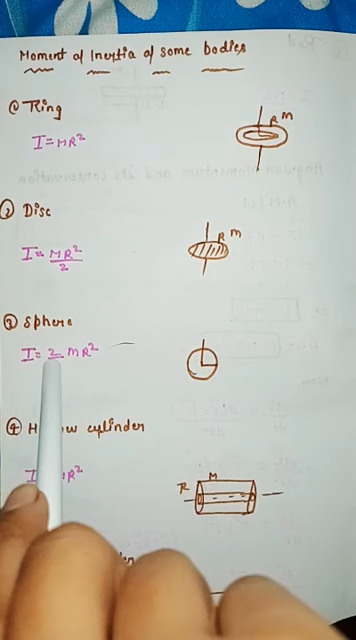 Moment of Inertia of some bodies
① Ring
I = MR²
R M
② Disc
I = MR²/2
R M
③ Sphere
I = 2 MR²
④ H w cylinder
I R²
R M